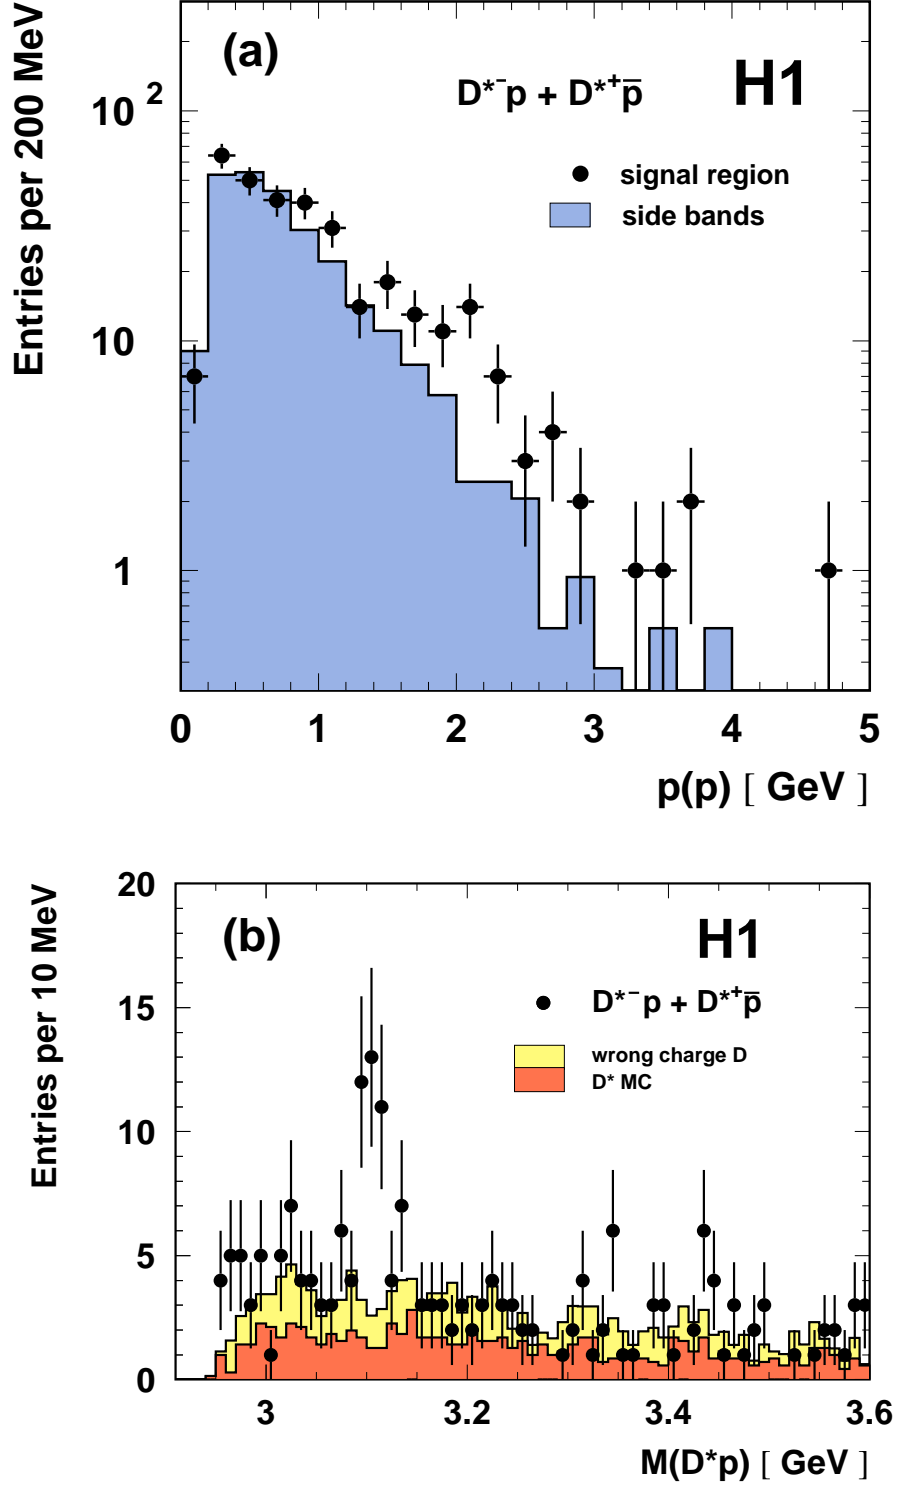 (a)
H1
D*⁻p + D*⁺p̅
signal region
side bands
Entries per 200 MeV
10 ²
10
1
0 1 2 3 4 5
p(p) [ GeV ]
(b)
H1
D*⁻p + D*⁺p̅
wrong charge D
D* MC
Entries per 10 MeV
20
15
10
5
0
3 3.2 3.4 3.6
M(D*p) [ GeV ]